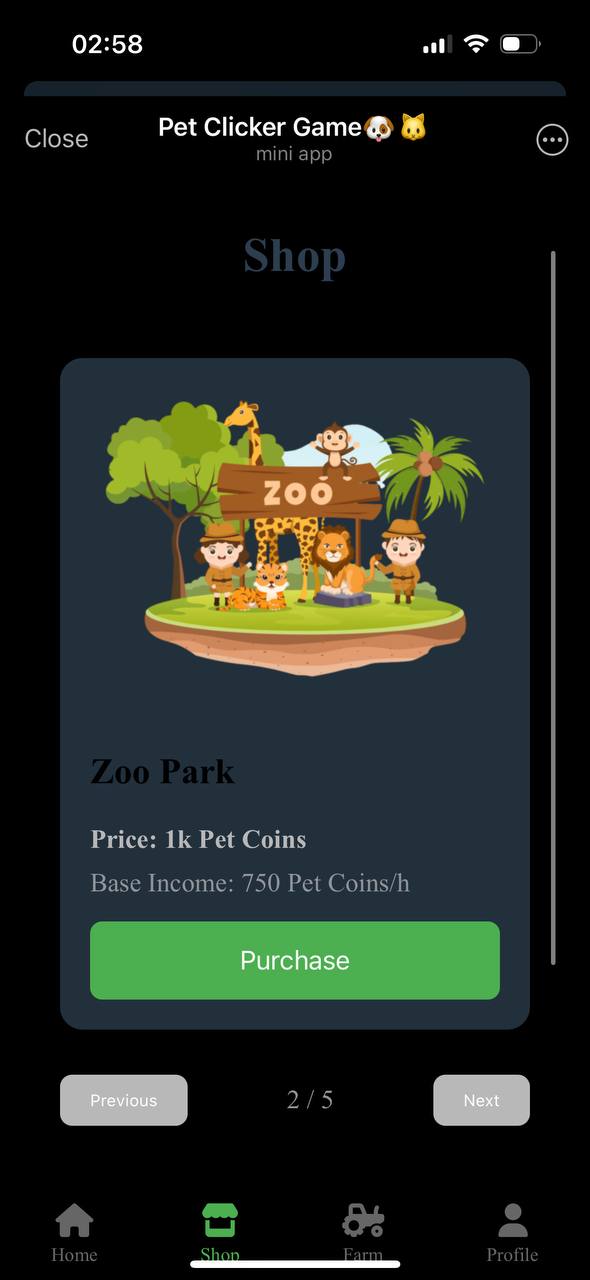 02:58
Close
Pet Clicker Game🐶🐱
mini app
Shop
ZOO
Zoo Park
Price: 1k Pet Coins
Base Income: 750 Pet Coins/h
Purchase
Previous
2 / 5
Next
Home
Shop
Farm
Profile